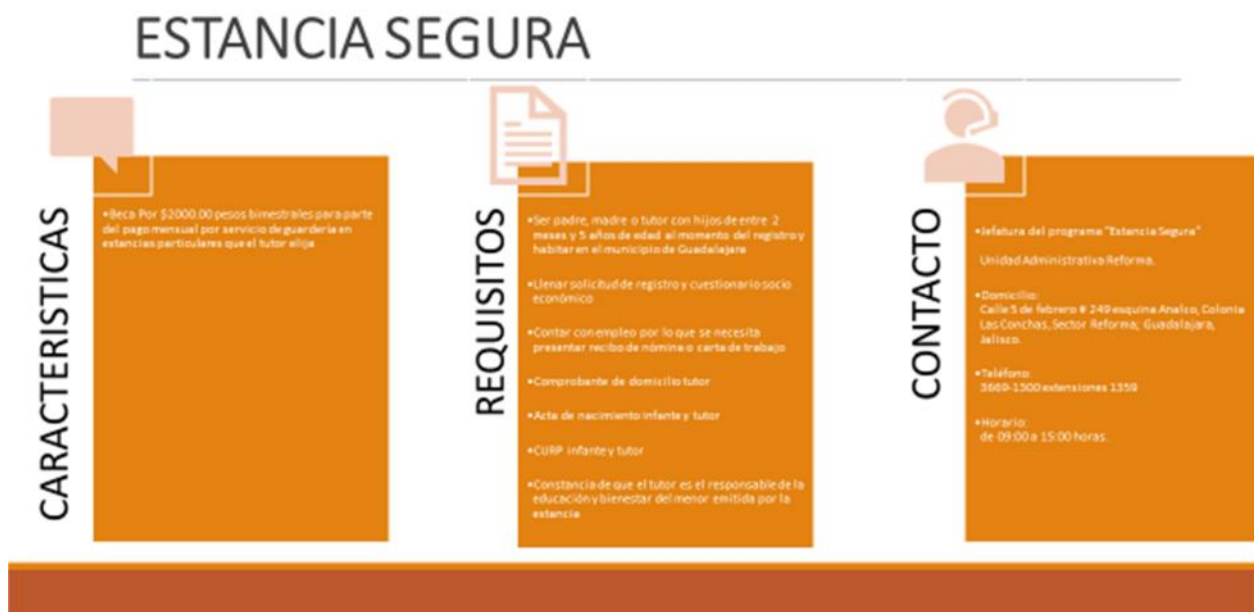 ESTANCIA SEGURA
CARACTERISTICAS
•Beca Por $2000.00 pesos bimestrales para parte
del pago mensual por servicio de guardería en
estancias particulares que el tutor elija
REQUISITOS
•Ser padre, madre o tutor con hijos de entre 2
meses y 5 años de edad al momento del registro y
habitar en el municipio de Guadalajara
•Llenar solicitud de registro y cuestionario socio
económico
•Contar con empleo por lo que se necesita
presentar recibo de nómina o carta de trabajo
•Comprobante de domicilio tutor
•Acta de nacimiento infante y tutor
•CURP infante y tutor
•Constancia de que el tutor es el responsable de la
educación y bienestar del menor emitida por la
estancia
CONTACTO
•Jefatura del programa "Estancia Segura"
Unidad Administrativa Reforma.
•Domicilio:
Calle 5 de febrero # 249 esquina Analco, Colonia
Las Conchas, Sector Reforma; Guadalajara,
Jalisco.
•Teléfono:
3669-1300 extensiones 1359
•Horario:
de 09:00 a 15:00 horas.